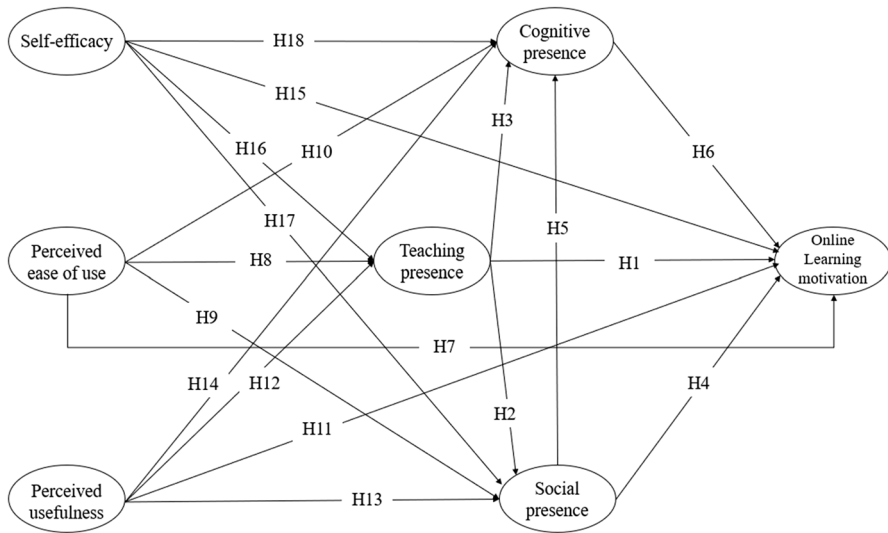 Self-efficacy
H18
Cognitive
presence
H15
H3
H16
H10
H6
H17
H5
Perceived
ease of use
H8
Teaching
presence
H1
Online
Learning
motivation
H9
H7
H14
H12
H4
H2
H11
Perceived
usefulness
H13
Social
presence